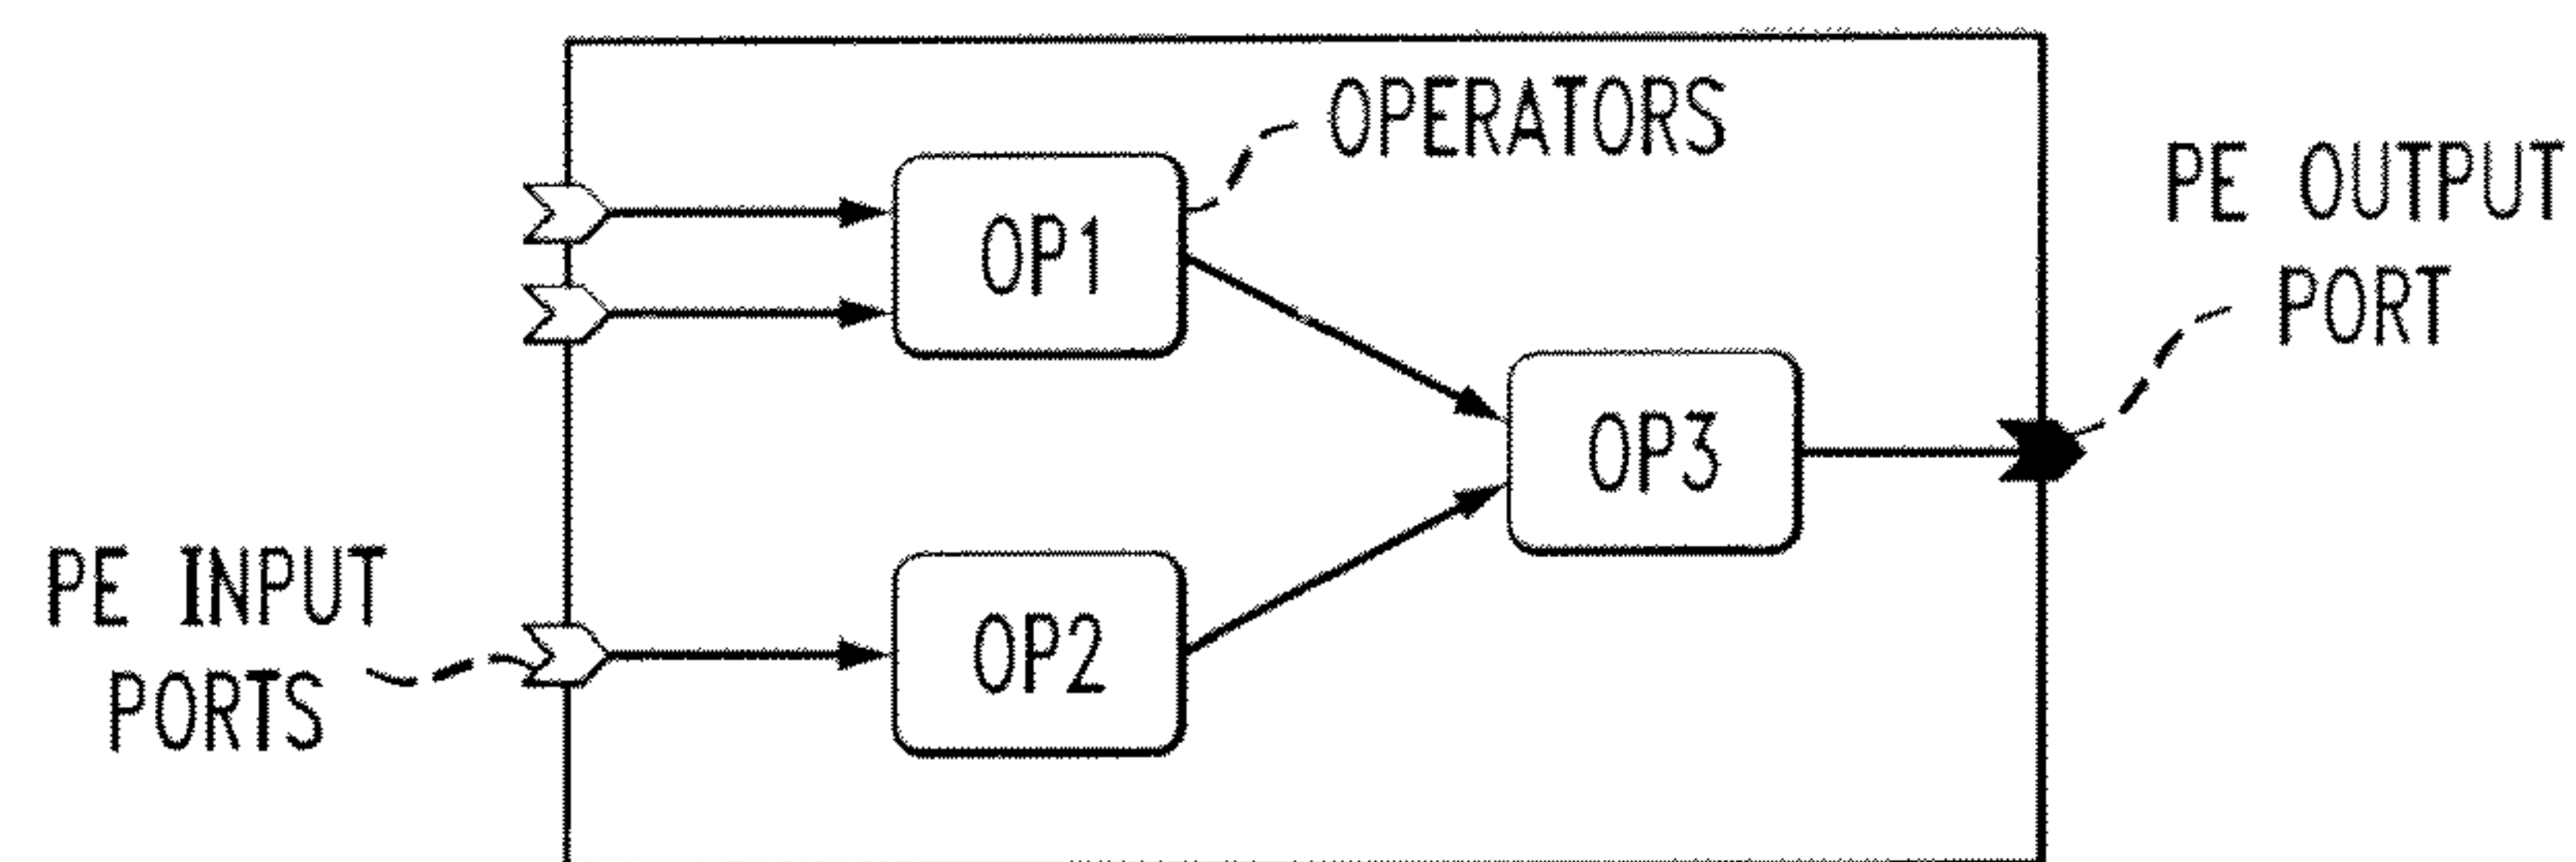 OPERATORS
PE OUTPUT
PORT
OP1
OP3
PE INPUT
PORTS
OP2